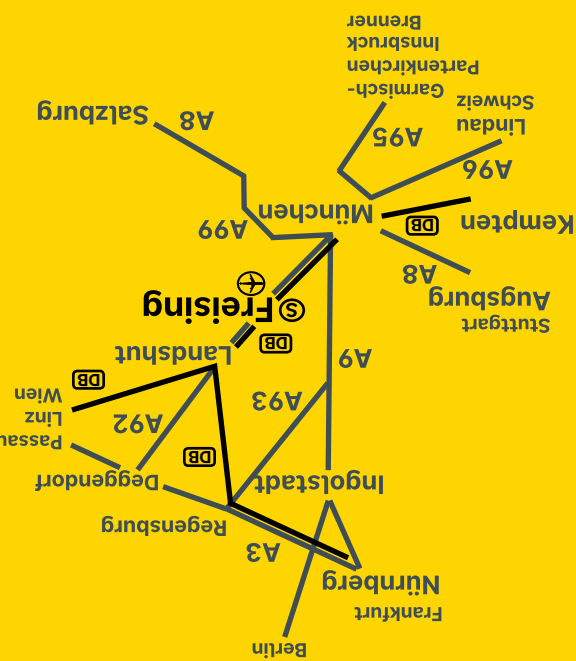 Berlin
Frankfurt
Nürnberg
A3
Regensburg
Ingolstadt
Deggendorf
DB
Passau
Linz
Wien
A92
A93
DB
A9
Landshut
DB
Stuttgart
Augsburg
S Freising
A8
Kempten
DB
A99
München
A96
A95
Lindau
Schweiz
A8
Salzburg
Garmisch-
Partenkirchen
Innsbruck
Brenner